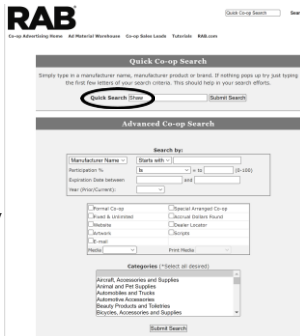 RAB
Quick Co-op Search
Co-op Advertising Home Ad Material Warehouse Co-op Sales Leads Tutorials RAB.com
Quick Co-op Search
Simply type in a manufacturer name, manufacturer product or brand. If nothing pops up try just typing
the first few letters of your search criteria. This should help in your search efforts.
Quick Search Shaw Submit Search
Advanced Co-op Search
Search by:
Manufacturer Name Starts with
Participation % Is < to (0-100)
Expiration Date between and
Year (Prior/Current):
Formal Co-op Special Arranged Co-op
Fixed & Unlimited Accrual Dollars Found
Website Dealer Locator
Artwork Scripts
E-mail
Media Print Media
Categories (*Select all desired)
Aircraft, Accessories and Supplies
Animal and Pet Supplies
Automobiles and Trucks
Automotive Accessories
Beauty Products and Toiletries
Bicycles, Accessories and Supplies
Submit Search